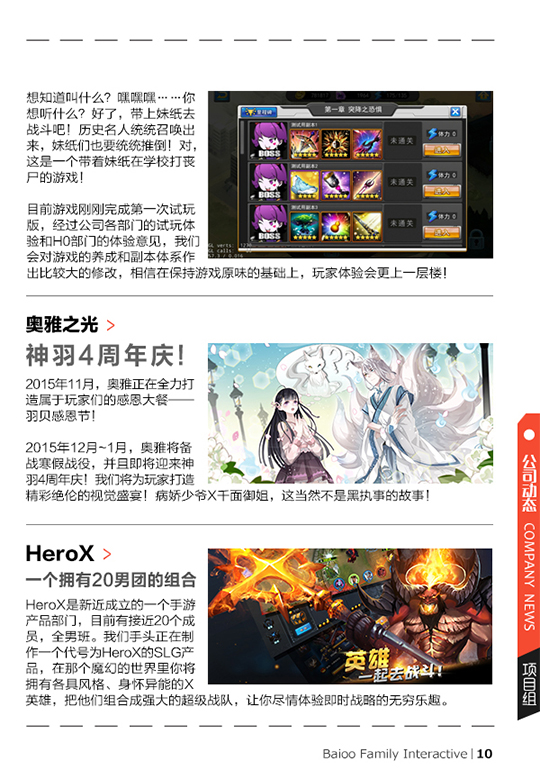 想知道叫什么？嘿嘿嘿……你
想听什么？好了，带上妹纸去
战斗吧！历史名人统统召唤出
来，妹纸们也要统统推倒！对，
这是一个带着妹纸在学校打丧
尸的游戏！
第一章 突降之恐惧
测试用副本1
BOSS
未通关
体力 0
测试用副本2
BOSS
未通关
体力 0
测试用副本3
BOSS
未通关
体力 0
目前游戏刚刚完成第一次试玩
版，经过公司各部门的试玩体
验和H0部门的体验意见，我们
会对游戏的养成和副本体系作
出比较大的修改，相信在保持游戏原味的基础上，玩家体验会更上一层楼！
奥雅之光 >
神羽4周年庆！
2015年11月，奥雅正在全力打
造属于玩家们的感恩大餐——
羽贝感恩节！
2015年12月~1月，奥雅将备
战寒假战役，并且即将迎来神
羽4周年庆！我们将为玩家打造
精彩绝伦的视觉盛宴！病娇少爷X千面御姐，这当然不是黑执事的故事！
HeroX >
一个拥有20男团的组合
HeroX是新近成立的一个手游
产品部门，目前有接近20个成
员，全男班。我们手头正在制
作一个代号为HeroX的SLG产
品，在那个魔幻的世界里你将
拥有各具风格、身怀异能的X
英雄，把他们组合成强大的超级战队，让你尽情体验即时战略的无穷乐趣。
英雄
一起去战斗！
公司动态 COMPANY NEWS
项目组
Baioo Family Interactive | 10